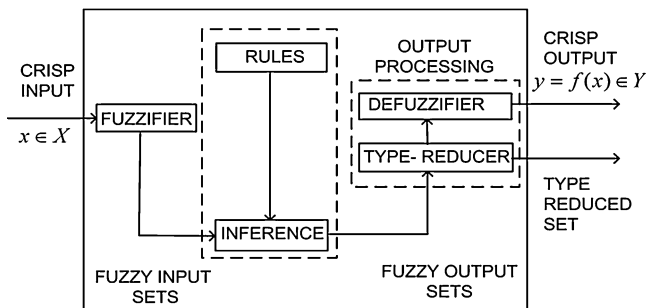 CRISP
INPUT
x ∈ X
FUZZIFIER
RULES
INFERENCE
FUZZY INPUT
SETS
OUTPUT
PROCESSING
DEFUZZIFIER
TYPE- REDUCER
FUZZY OUTPUT
SETS
CRISP
OUTPUT
y = f(x) ∈ Y
TYPE
REDUCED
SET